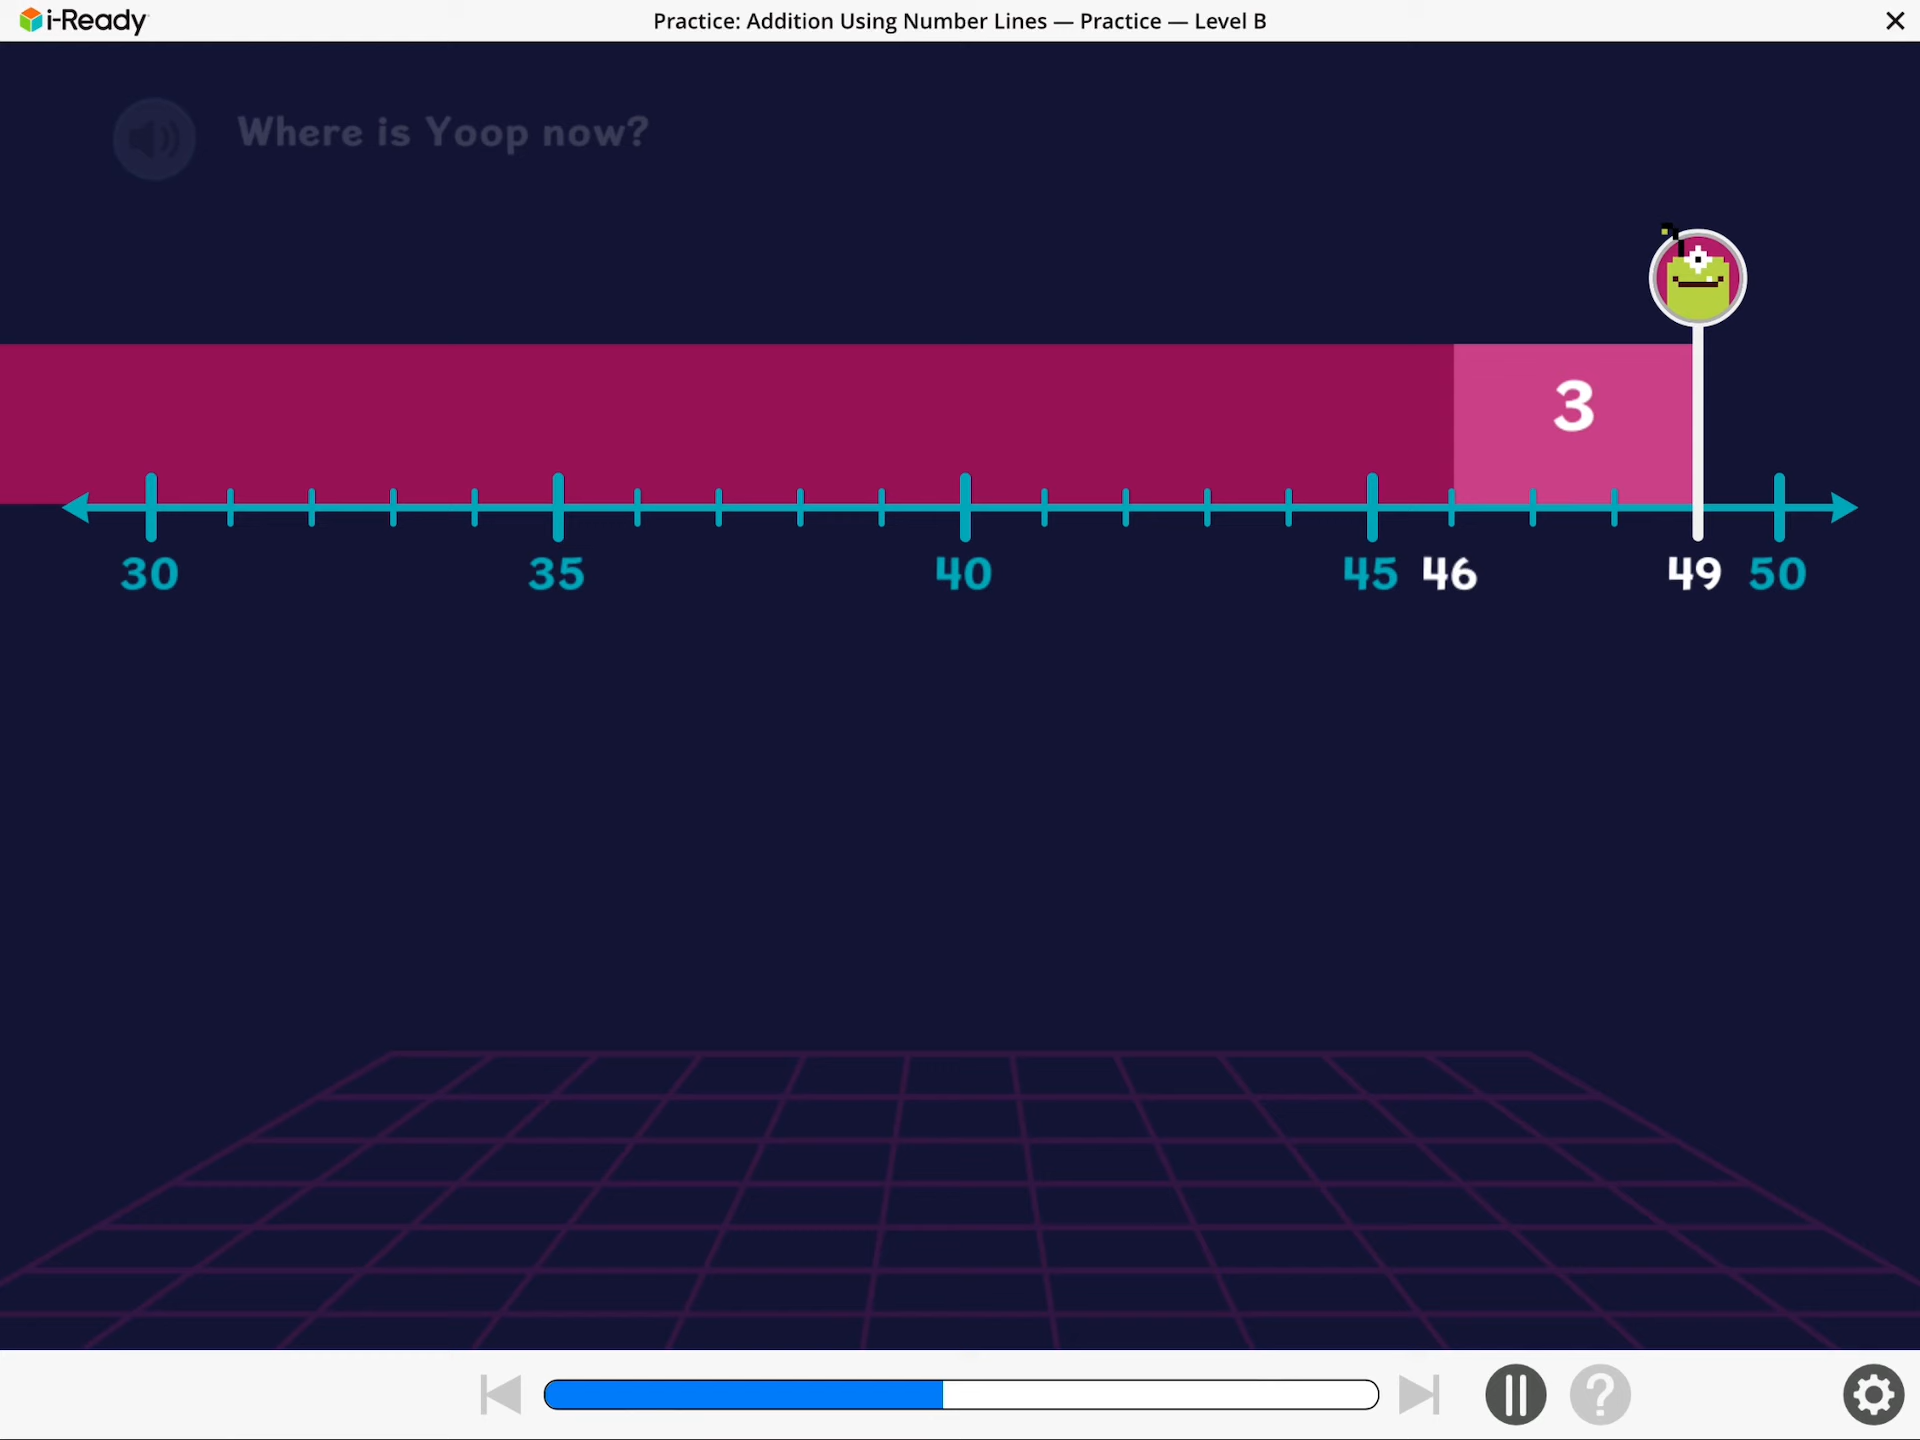 i-Ready
Practice: Addition Using Number Lines — Practice — Level B
Where is Yoop now?
3
30 35 40 45 46 49 50
?